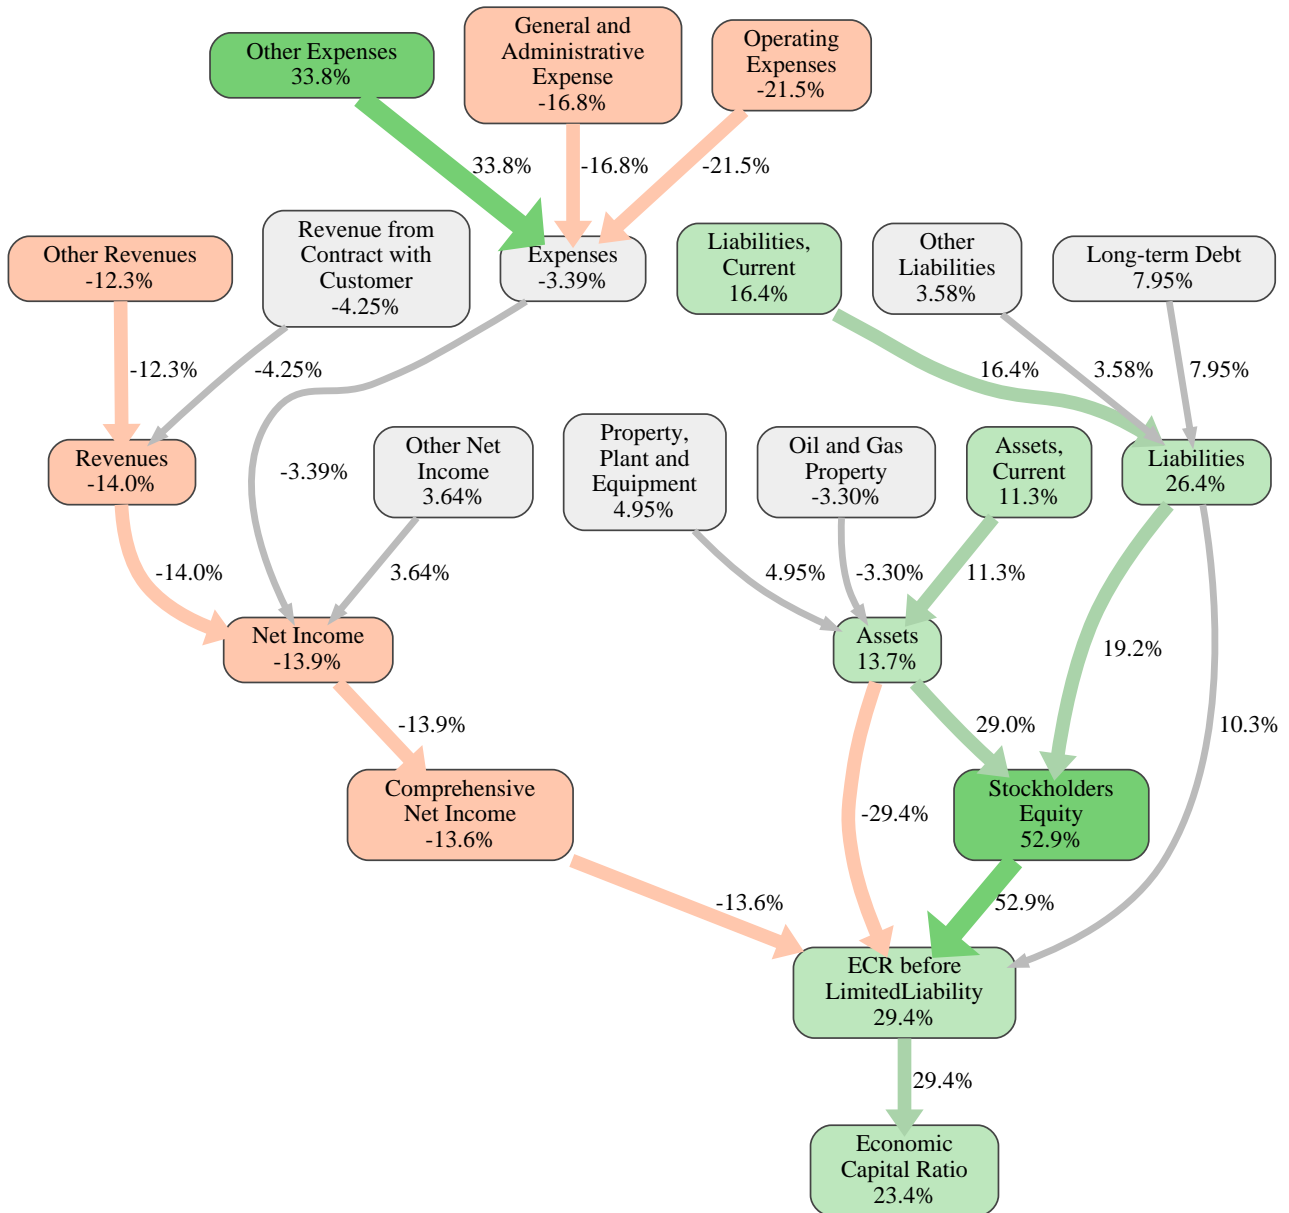 Other Expenses
33.8%
General and
Administrative
Expense
-16.8%
Operating
Expenses
-21.5%
33.8%
-16.8%
-21.5%
Other Revenues
-12.3%
Revenue from
Contract with
Customer
-4.25%
Expenses
-3.39%
Liabilities,
Current
16.4%
Other
Liabilities
3.58%
Long-term Debt
7.95%
-12.3%
-4.25%
16.4%
3.58%
7.95%
Revenues
-14.0%
-3.39%
Other Net
Income
3.64%
Property,
Plant and
Equipment
4.95%
Oil and Gas
Property
-3.30%
Assets,
Current
11.3%
Liabilities
26.4%
-14.0%
3.64%
4.95%
-3.30%
11.3%
Net Income
-13.9%
Assets
13.7%
19.2%
-13.9%
29.0%
10.3%
Comprehensive
Net Income
-13.6%
-29.4%
Stockholders
Equity
52.9%
-13.6%
52.9%
ECR before
LimitedLiability
29.4%
29.4%
Economic
Capital Ratio
23.4%